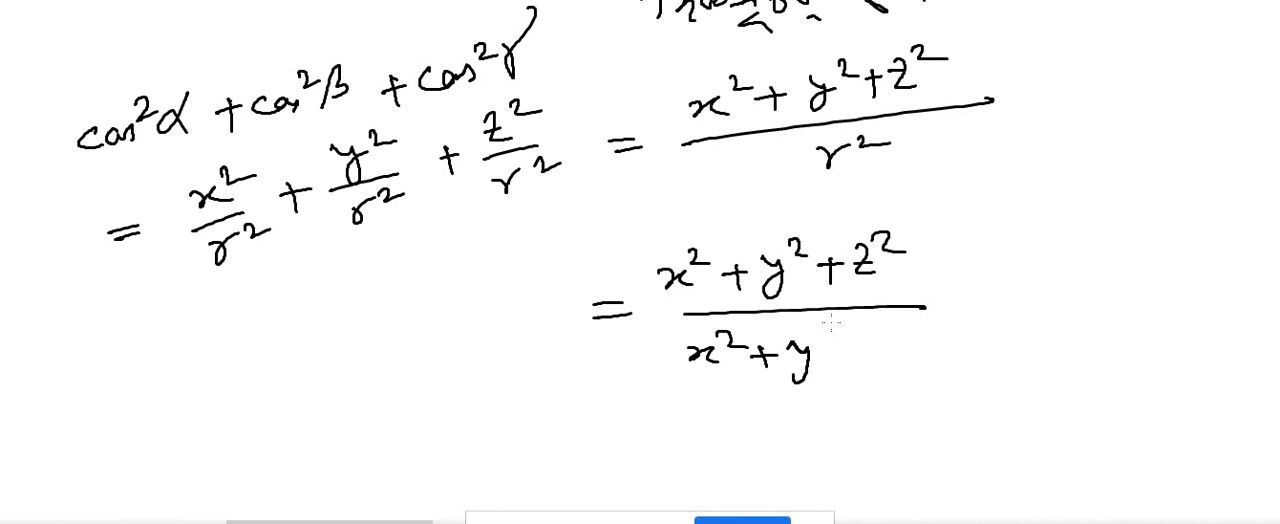 cos²α + cos²β + cos²γ
= x²/r² + y²/r² + z²/r² = x² + y² + z² / r²
= x² + y² + z² / x² + y